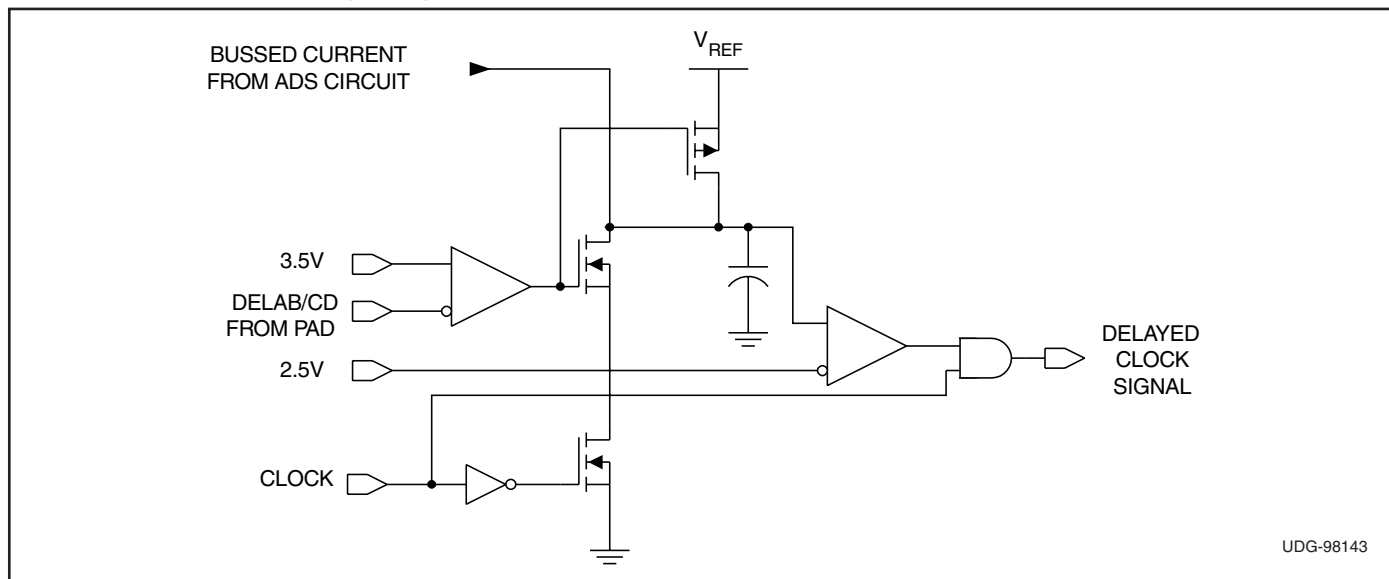 BUSSED CURRENT
FROM ADS CIRCUIT
VREF
3.5V
DELAB/CD
FROM PAD
2.5V
CLOCK
DELAYED
CLOCK
SIGNAL
UDG-98143